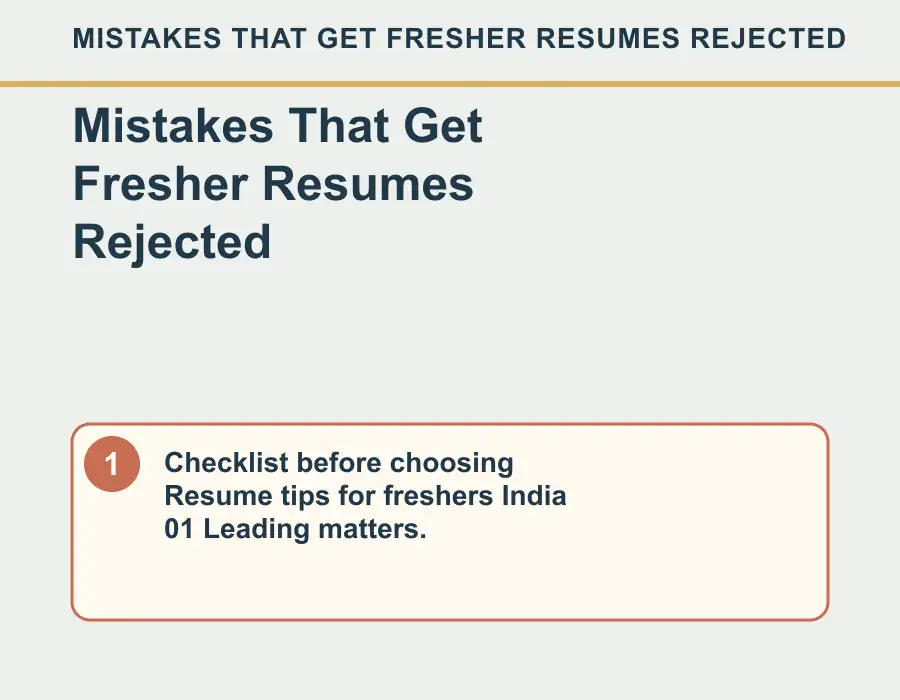 MISTAKES THAT GET FRESHER RESUMES REJECTED
Mistakes That Get
Fresher Resumes
Rejected
1
Checklist before choosing
Resume tips for freshers India
01 Leading matters.